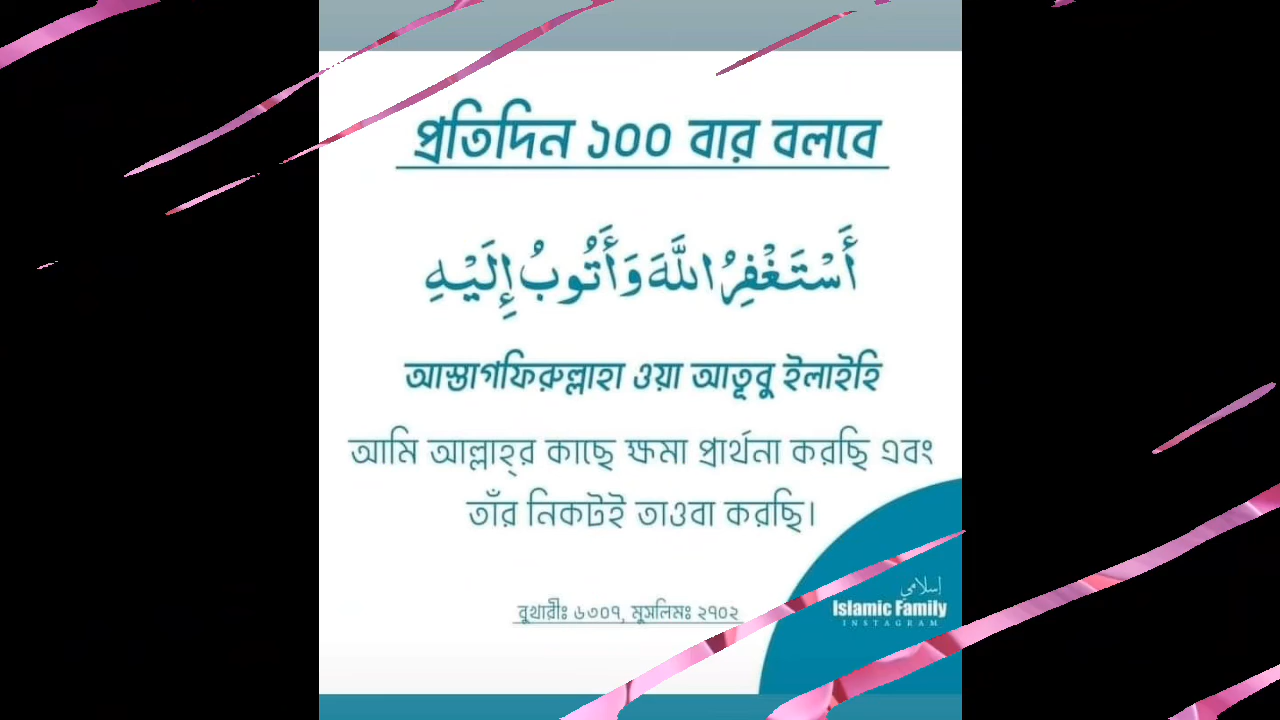 প্রতিদিন ১০০ বার বলবে
أَسْتَغْفِرُ اللَّهَ وَأَتُوبُ إِلَيْهِ
আস্তাগফিরুল্লাহা ওয়া আতূবু ইলাইহি
আমি আল্লাহ্‌র কাছে ক্ষমা প্রার্থনা করছি এবং
তাঁর নিকটই তাওবা করছি।
বুখারীঃ ৬৩০৭, মুসলিমঃ ২৭০২
إسلامي
Islamic Family
INSTAGRAM